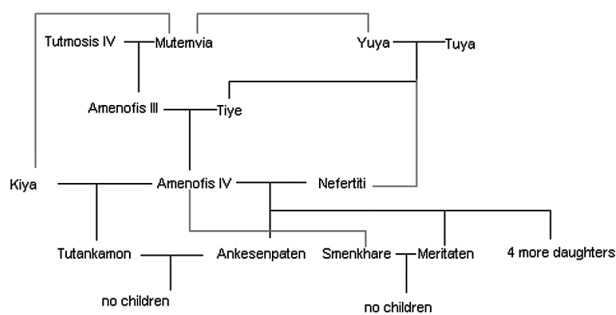 Tutmosis IV Mutemvia Yuya Tuya
Amenofis III Tiye
Kiya Amenofis IV Nefertiti
Tutankamon Ankesenpaten Smenkhare Meritaten 4 more daughters
no children no children